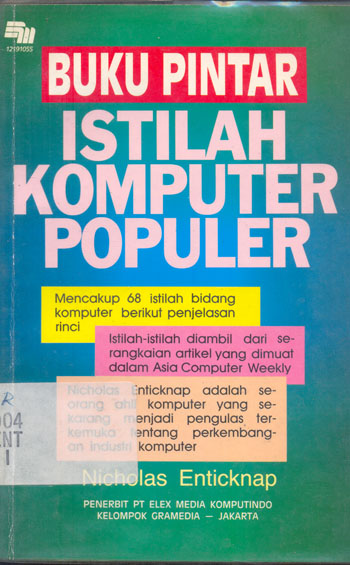 12191055
BUKU PINTAR
ISTILAH
KOMPUTER
POPULER
Mencakup 68 istilah bidang
komputer berikut penjelasan
rinci
Istilah-istilah diambil dari se-
rangkaian artikel yang dimuat
dalam Asia Computer Weekly
Nicholas Enticknap adalah se-
orang ahli komputer yang se-
karang menjadi pengulas ter-
kemuka tentang perkembang-
an industri komputer
R
004
ENT
I
Nicholas Enticknap
PENERBIT PT ELEX MEDIA KOMPUTINDO
KELOMPOK GRAMEDIA — JAKARTA